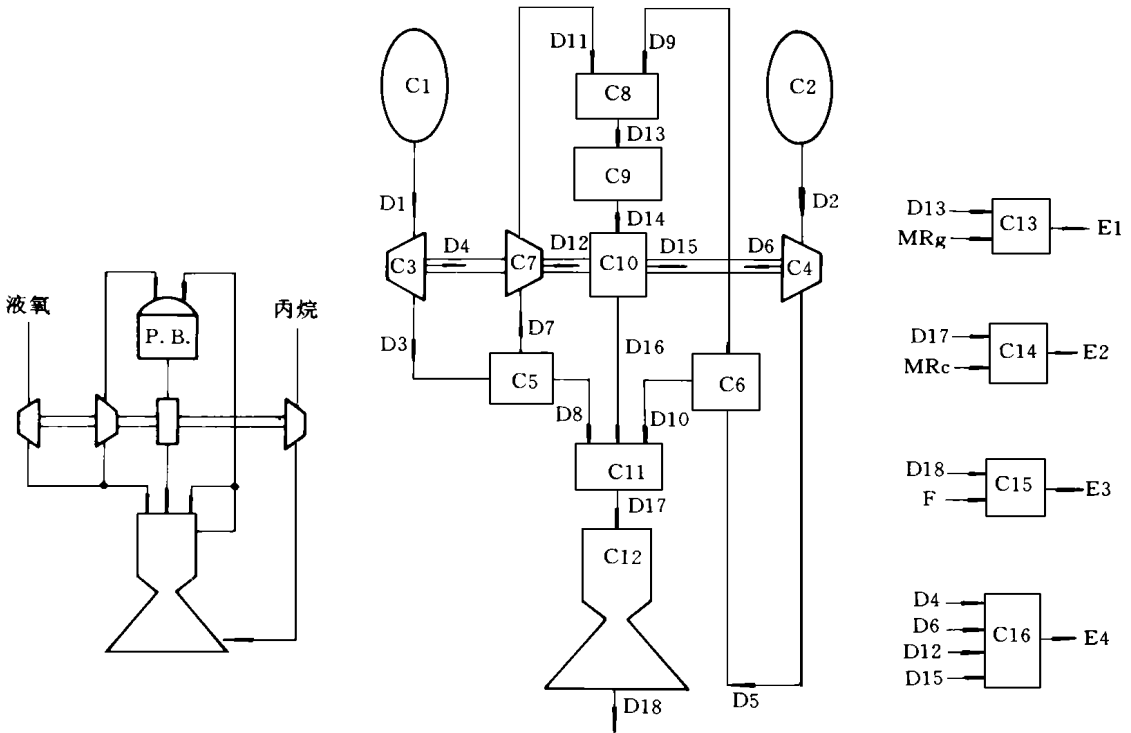 液氧
丙烷
P. B.
C1
C2
D11
D9
C8
D13
C9
D1
D14
D2
D4
D12
D15
D6
C3
C7
C10
C4
D3
D7
D16
C5
C6
D8
D10
C11
D17
C12
D5
D18
D13
MRg
C13
E1
D17
MRc
C14
E2
D18
F
C15
E3
D4
D6
D12
D15
C16
E4